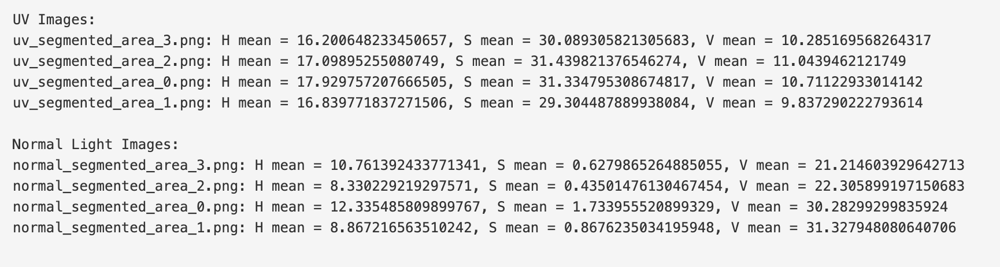 UV Images:
uv_segmented_area_3.png: H mean = 16.200648233450657, S mean = 30.089305821305683, V mean = 10.285169568264317
uv_segmented_area_2.png: H mean = 17.09895255080749, S mean = 31.439821376546274, V mean = 11.0439462121749
uv_segmented_area_0.png: H mean = 17.929757207666505, S mean = 31.334795308674817, V mean = 10.71122933014142
uv_segmented_area_1.png: H mean = 16.839771837271506, S mean = 29.304487889938084, V mean = 9.837290222793614
Normal Light Images:
normal_segmented_area_3.png: H mean = 10.761392433771341, S mean = 0.6279865264885055, V mean = 21.214603929642713
normal_segmented_area_2.png: H mean = 8.330229219297571, S mean = 0.43501476130467454, V mean = 22.305899197150683
normal_segmented_area_0.png: H mean = 12.335485809899767, S mean = 1.733955520899329, V mean = 30.28299299835924
normal_segmented_area_1.png: H mean = 8.867216563510242, S mean = 0.8676235034195948, V mean = 31.327948080640706